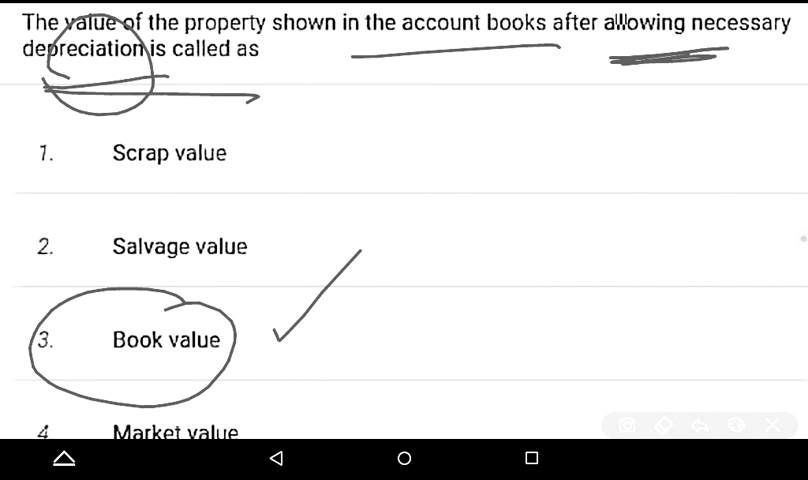 The value of the property shown in the account books after allowing necessary
depreciation is called as
1. Scrap value
2. Salvage value
3. Book value
4 Market value